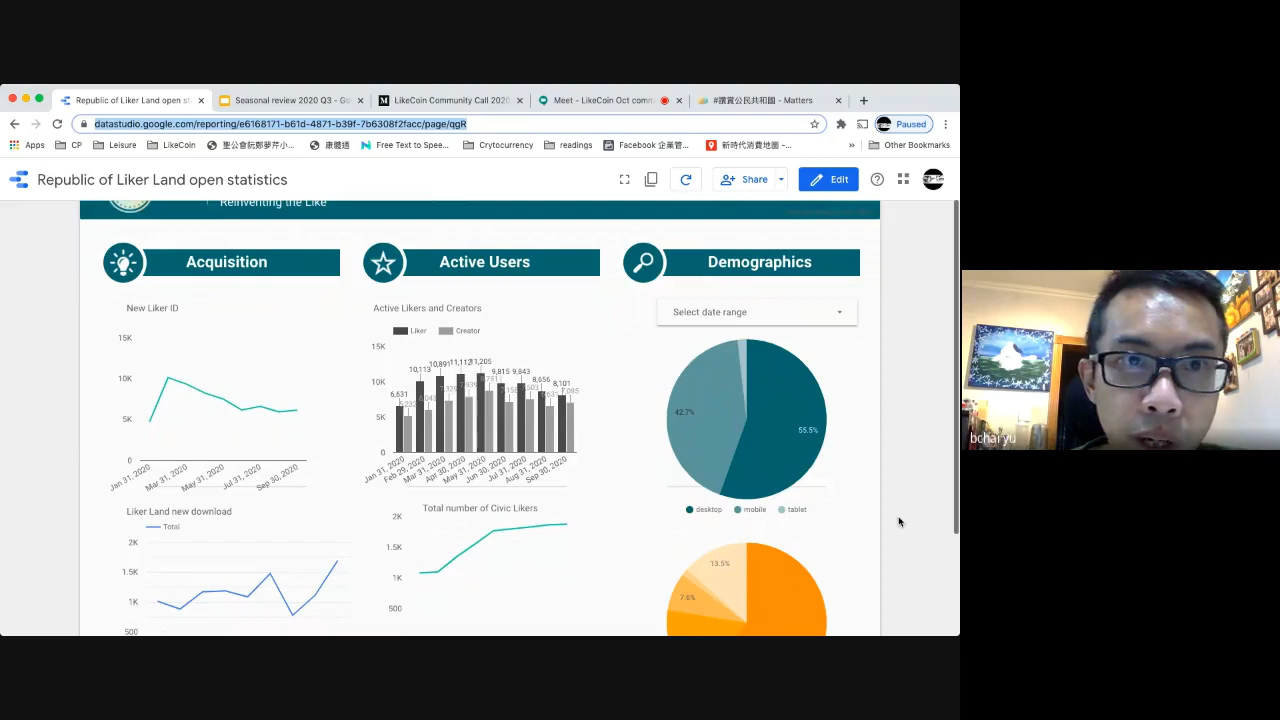 Republic of Liker Land open st
Seasonal review 2020 Q3 - Go
LikeCoin Community Call 2020
Meet - LikeCoin Oct comm
#讚賞公民共和國 - Matters
datastudio.google.com/reporting/e6168171-b61d-4871-b39f-7b6308f2facc/page/qgR
Paused
Apps
CP
Leisure
LikeCoin
康體通
Free Text to Spee...
Crytocurrency
readings
Facebook 企業管...
新時代消費地圖 -...
Other Bookmarks
Republic of Liker Land open statistics
Share
Edit
Reinventing the Like
Acquisition
Active Users
Demographics
New Liker ID
15K
10K
5K
0
Jan 31, 2020
Mar 31, 2020
May 31, 2020
Jul 31, 2020
Sep 30, 2020
Active Likers and Creators
Liker
Creator
15K
10K
5K
0
6,631
10,113
10,891
11,112
11,205
9,815
9,843
8,656
8,101
Jan 31, 2020
Feb 29, 2020
Mar 31, 2020
Apr 30, 2020
May 31, 2020
Jun 30, 2020
Jul 31, 2020
Aug 31, 2020
Sep 30, 2020
Select date range
42.7%
55.5%
desktop
mobile
tablet
Liker Land new download
Total
2K
1.5K
1K
500
Total number of Civic Likers
2K
1.5K
1K
500
13.5%
7.6%
bchai yu